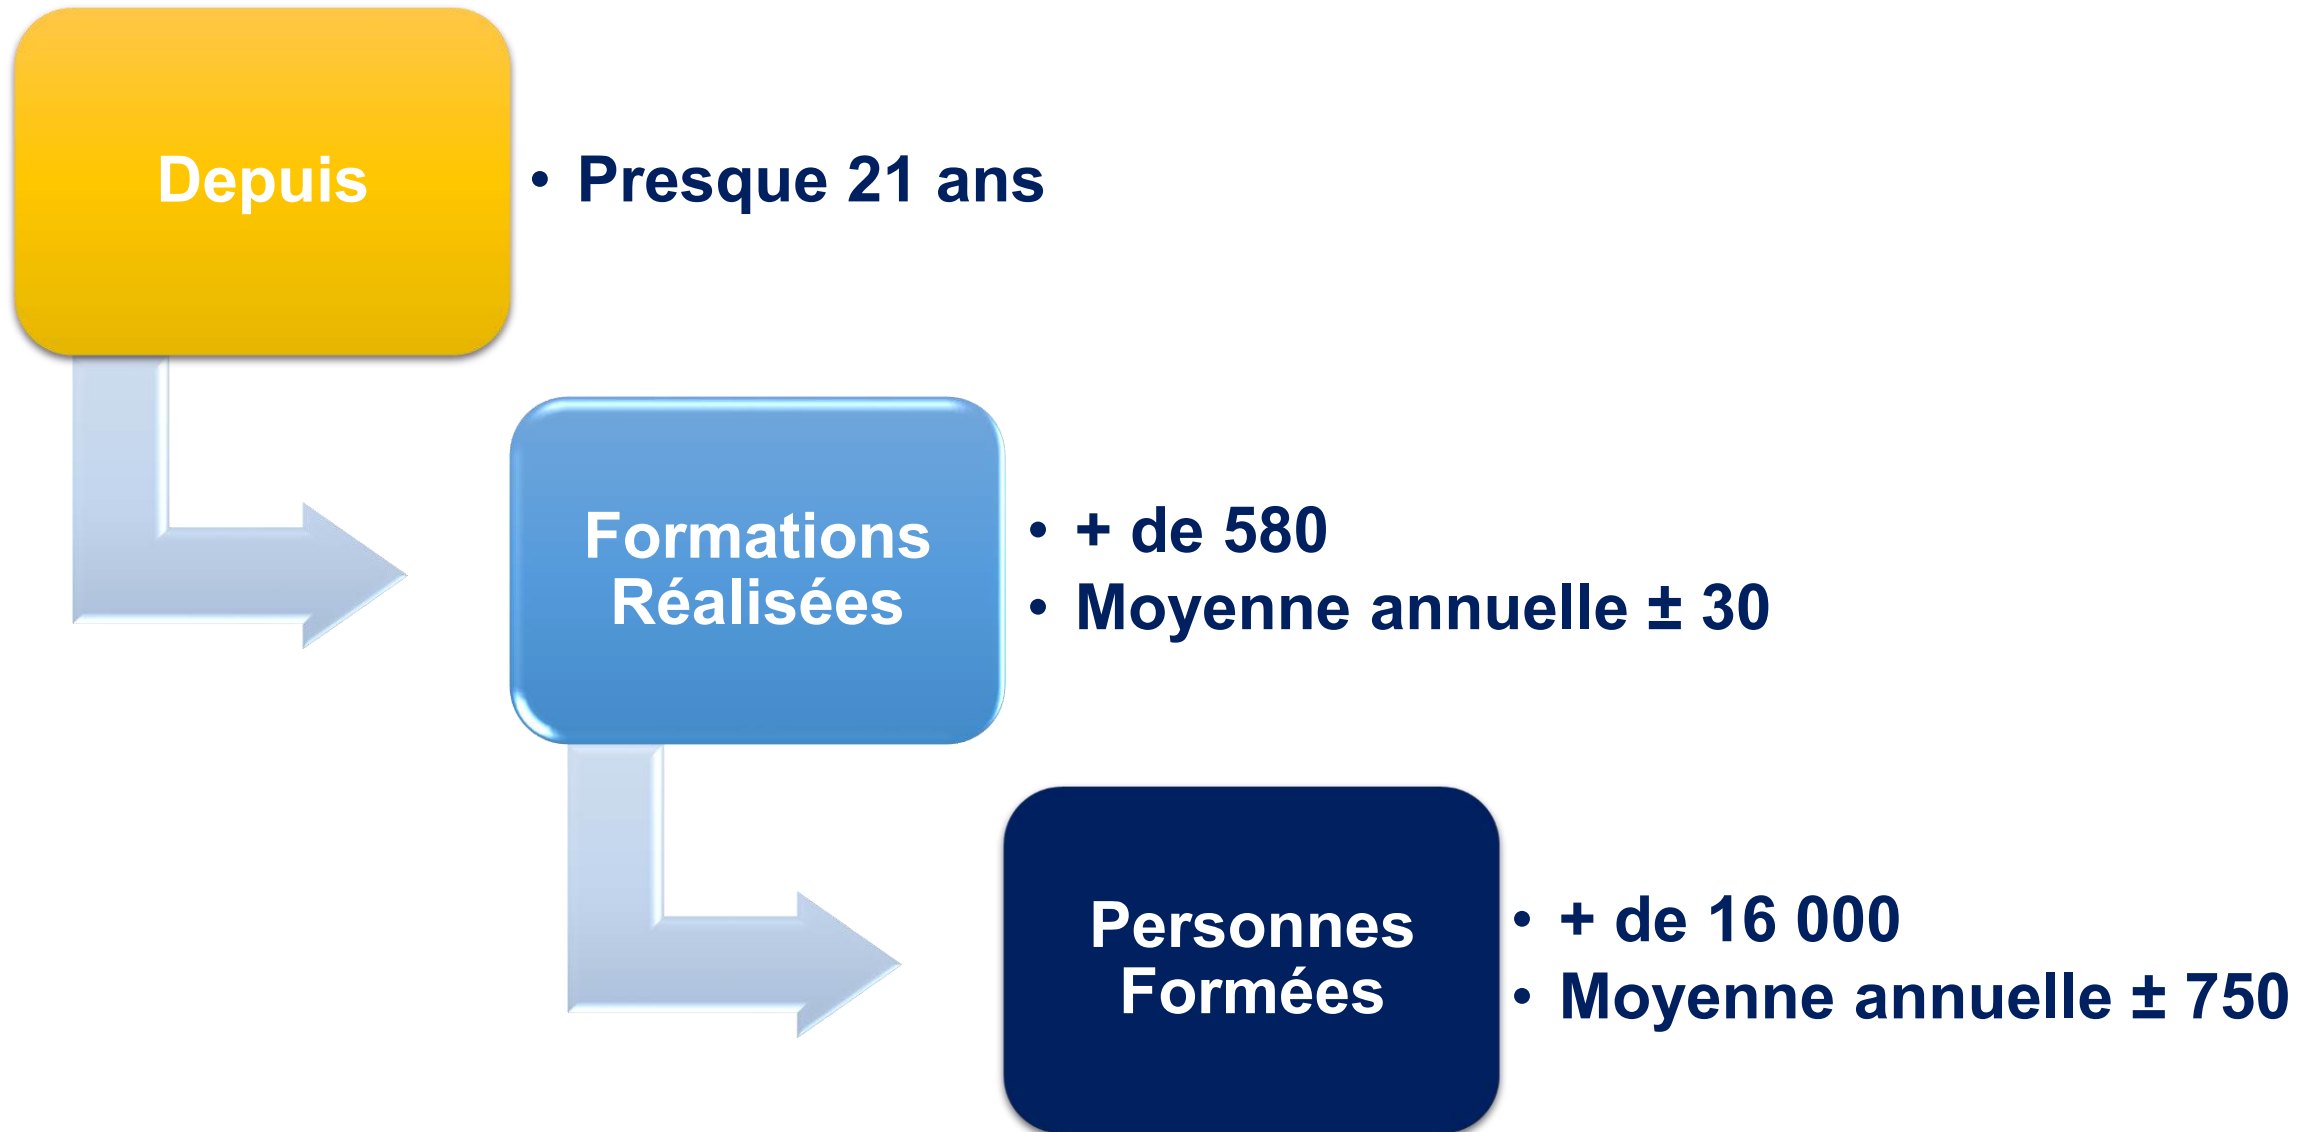 Depuis
• Presque 21 ans
Formations
Réalisées
• + de 580
• Moyenne annuelle ± 30
Personnes
Formées
• + de 16 000
• Moyenne annuelle ± 750